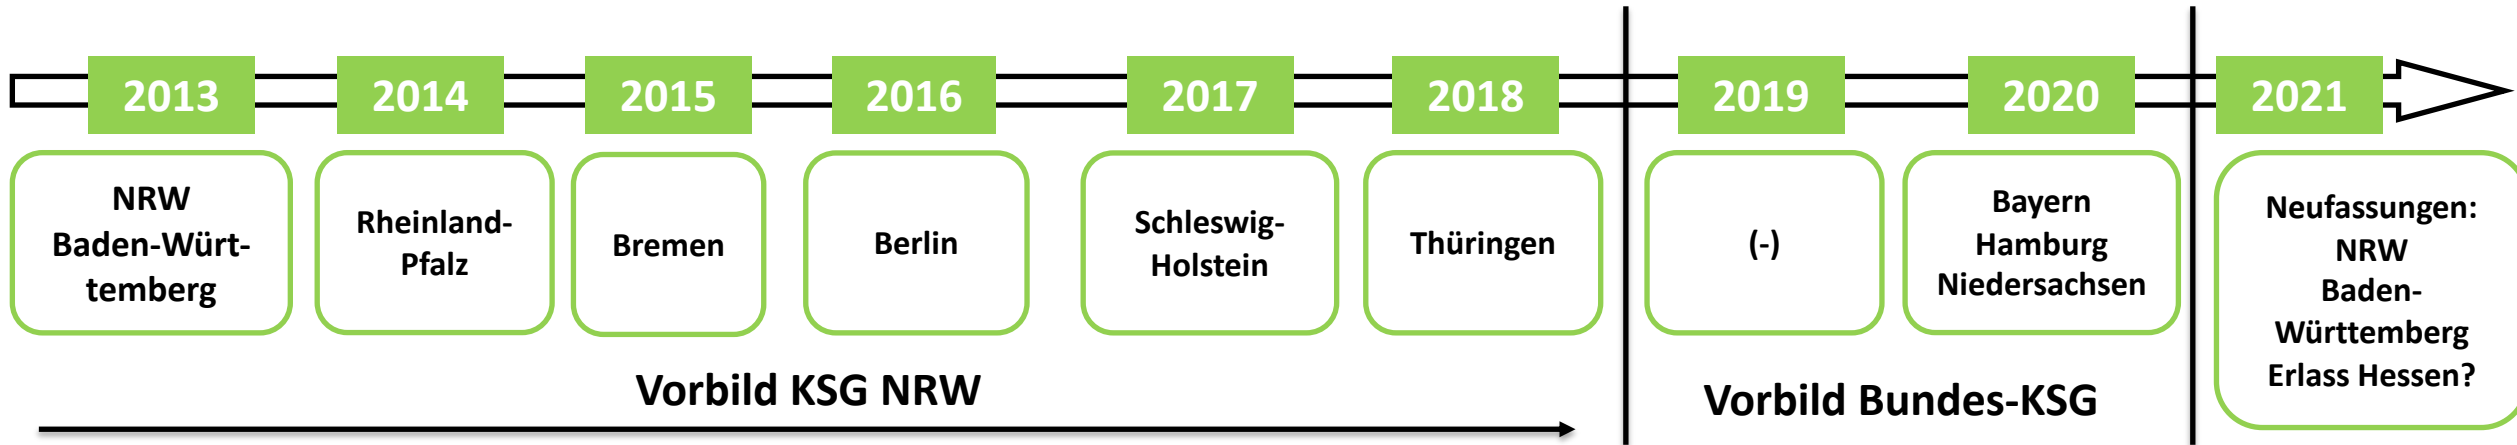 2013
2014
2015
2016
2017
2018
2019
2020
2021
NRW
Baden-Würt-
temberg
Rheinland-
Pfalz
Bremen
Berlin
Schleswig-
Holstein
Thüringen
(-)
Bayern
Hamburg
Niedersachsen
Neufassungen:
NRW
Baden-
Württemberg
Erlass Hessen?
Vorbild KSG NRW
Vorbild Bundes-KSG